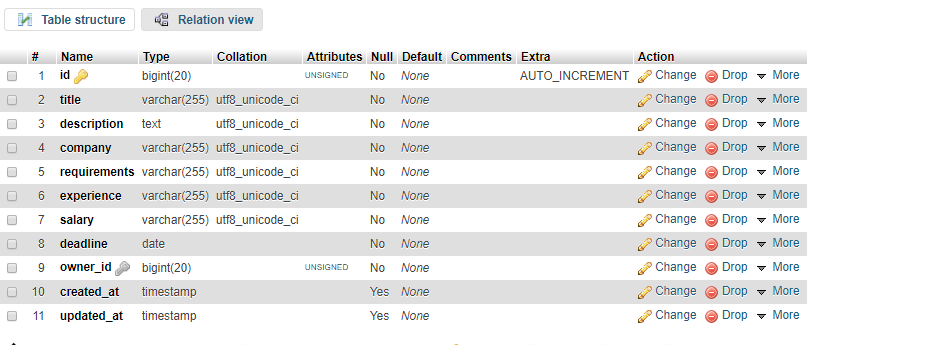 Table structure Relation view
# Name Type Collation Attributes Null Default Comments Extra Action
1 id bigint(20) UNSIGNED No None AUTO_INCREMENT Change Drop More
2 title varchar(255) utf8_unicode_ci No None Change Drop More
3 description text utf8_unicode_ci No None Change Drop More
4 company varchar(255) utf8_unicode_ci No None Change Drop More
5 requirements varchar(255) utf8_unicode_ci No None Change Drop More
6 experience varchar(255) utf8_unicode_ci No None Change Drop More
7 salary varchar(255) utf8_unicode_ci No None Change Drop More
8 deadline date No None Change Drop More
9 owner_id bigint(20) UNSIGNED No None Change Drop More
10 created_at timestamp Yes None Change Drop More
11 updated_at timestamp Yes None Change Drop More